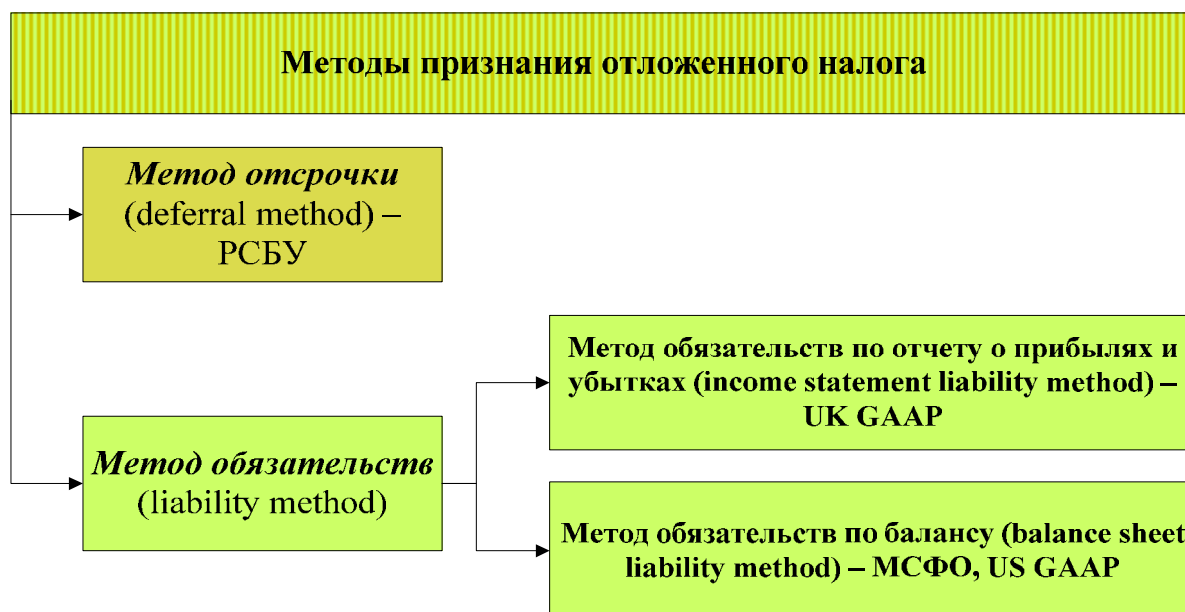 Методы признания отложенного налога
Метод отсрочки
(deferral method) –
РСБУ
Метод обязательств по отчету о прибылях и
убытках (income statement liability method) –
UK GAAP
Метод обязательств
(liability method)
Метод обязательств по балансу (balance sheet
liability method) – МСФО, US GAAP